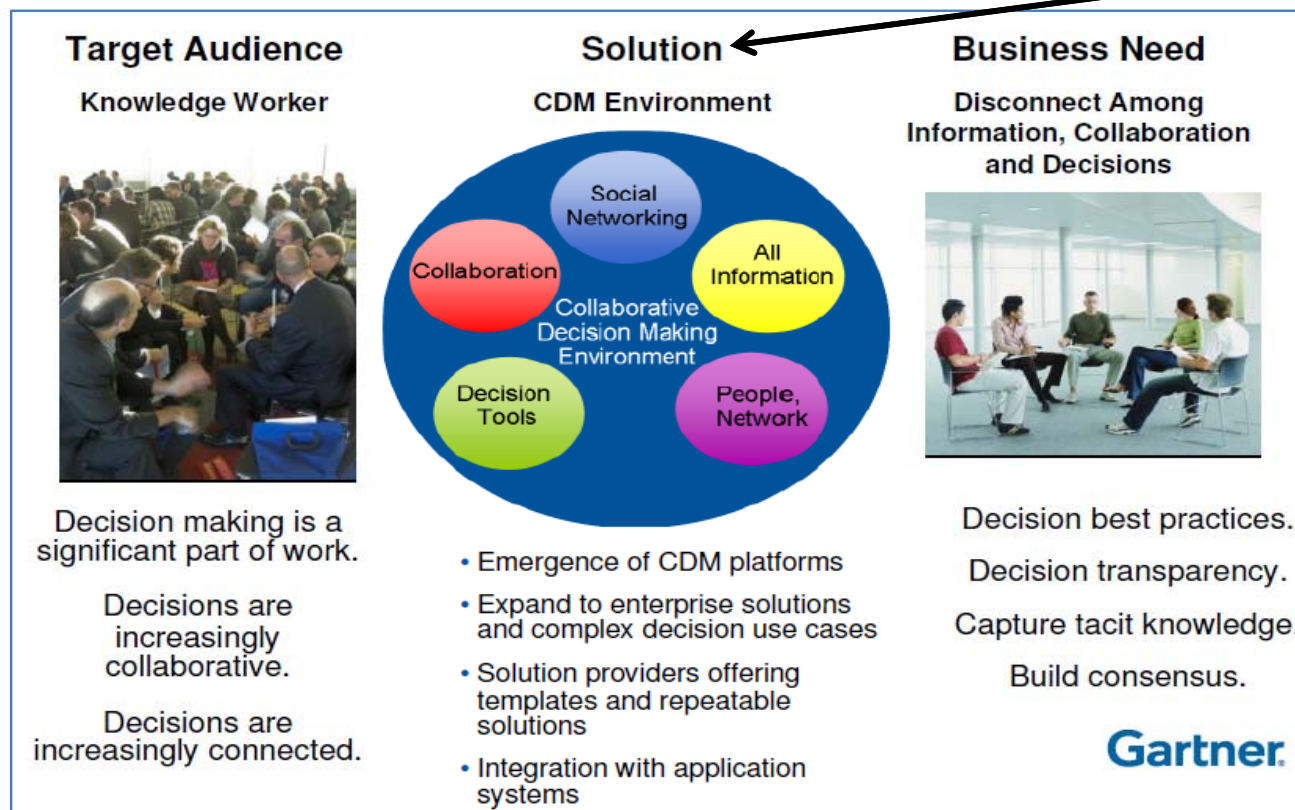 Target Audience
Knowledge Worker
Decision making is a
significant part of work.
Decisions are
increasingly
collaborative.
Decisions are
increasingly connected.
Solution
CDM Environment
Social
Networking
Collaboration
All
Information
Collaborative
Decision Making
Environment
Decision
Tools
People,
Network
• Emergence of CDM platforms
• Expand to enterprise solutions
and complex decision use cases
• Solution providers offering
templates and repeatable
solutions
• Integration with application
systems
Business Need
Disconnect Among
Information, Collaboration
and Decisions
Decision best practices.
Decision transparency.
Capture tacit knowledge.
Build consensus.
Gartner.